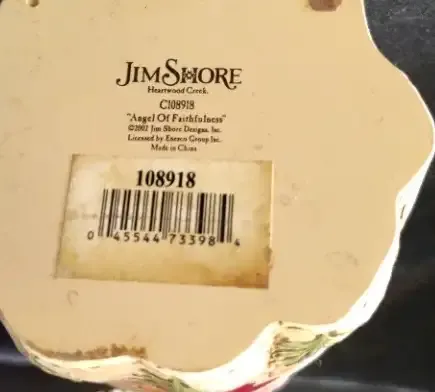 JIM SHORE
Heartwood Creek.
C108918
"Angel Of Faithfulness"
©2002 Jim Shore Designs, Inc.
Licensed by Enesco Group Inc.
Made in China
108918
0 45544 73398 4